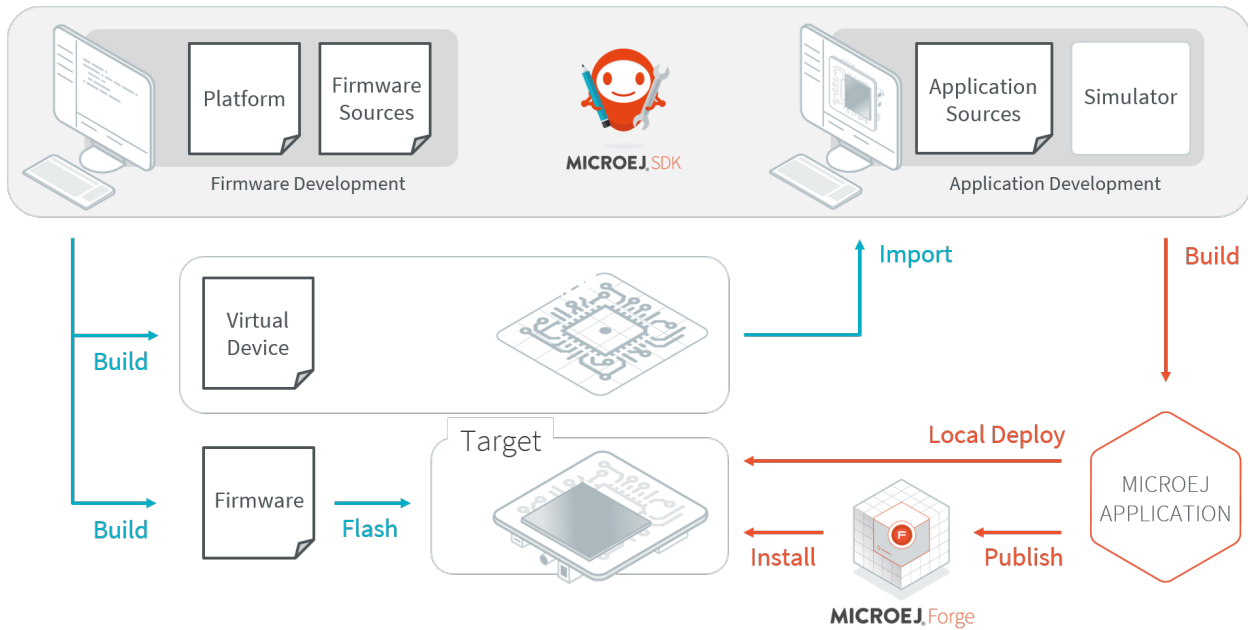 Platform
Firmware
Sources
Firmware Development
MICROEJ. SDK
Application
Sources
Simulator
Application Development
Build
Virtual
Device
Import
Build
Build
Firmware
Flash
Target
Local Deploy
Install
Publish
MICROEJ
APPLICATION
F
MICROEJ. Forge